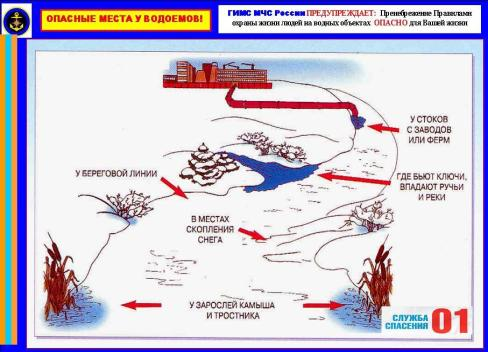 ОПАСНЫЕ МЕСТА У ВОДОЕМОВ!
ГИМС МЧС России ПРЕДУПРЕЖДАЕТ: Пренебрежение Правилами
охраны жизни людей на водных объектах ОПАСНО для Вашей жизни
У СТОКОВ
С ЗАВОДОВ
ИЛИ ФЕРМ
У БЕРЕГОВОЙ ЛИНИИ
ГДЕ БЬЮТ КЛЮЧИ,
ВПАДАЮТ РУЧЬИ
И РЕКИ
В МЕСТАХ
СКОПЛЕНИЯ
СНЕГА
У ЗАРОСЛЕЙ КАМЫША
И ТРОСТНИКА
СЛУЖБА
СПАСЕНИЯ 01